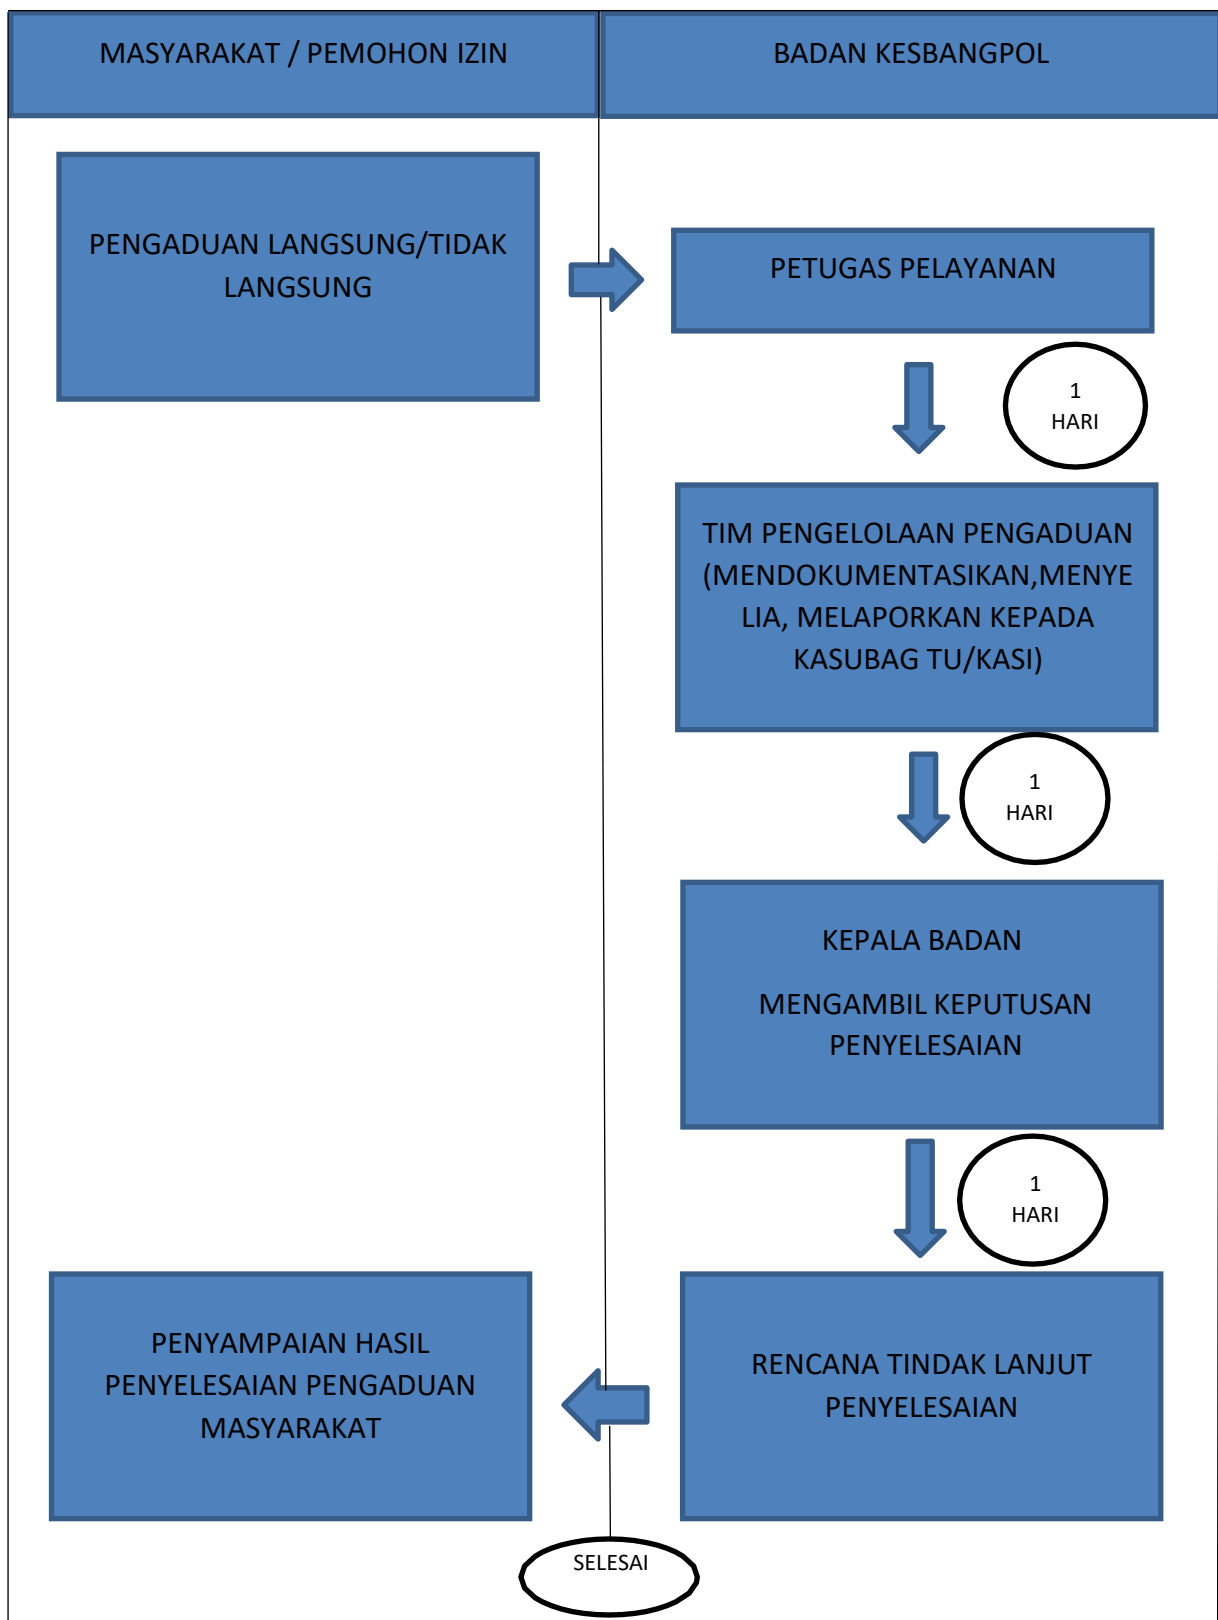 MASYARAKAT / PEMOHON IZIN
BADAN KESBANGPOL
PENGADUAN LANGSUNG/TIDAK
LANGSUNG
PETUGAS PELAYANAN
1
HARI
TIM PENGELOLAAN PENGADUAN
(MENDOKUMENTASIKAN,MENYE
LIA, MELAPORKAN KEPADA
KASUBAG TU/KASI)
1
HARI
KEPALA BADAN
MENGAMBIL KEPUTUSAN
PENYELESAIAN
1
HARI
RENCANA TINDAK LANJUT
PENYELESAIAN
PENYAMPAIAN HASIL
PENYELESAIAN PENGADUAN
MASYARAKAT
SELESAI